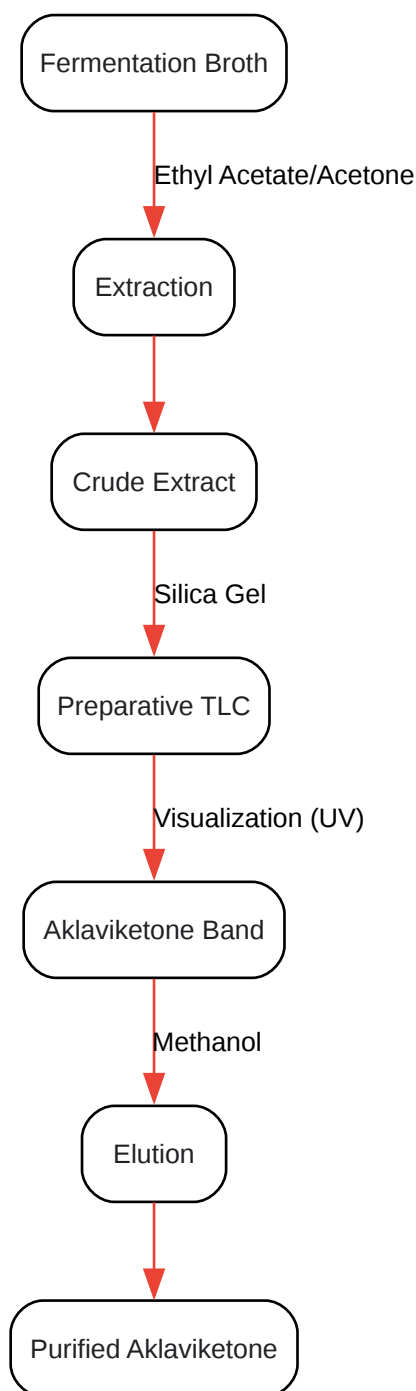 Fermentation Broth
Ethyl Acetate/Acetone
Extraction
Crude Extract
Silica Gel
Preparative TLC
Visualization (UV)
Aklaviketone Band
Methanol
Elution
Purified Aklaviketone